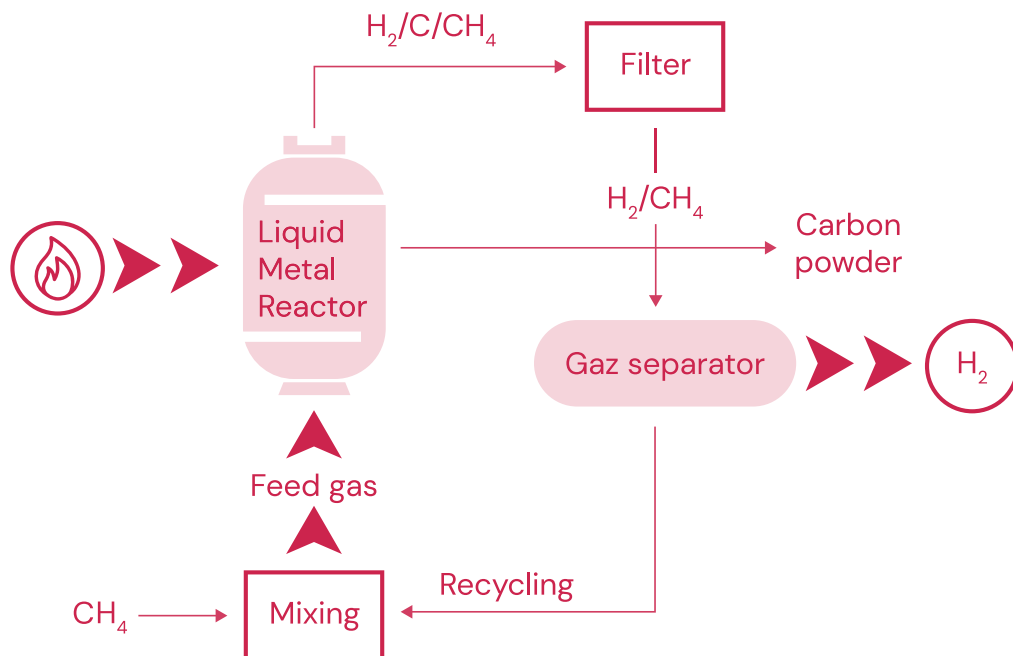 H₂/C/CH₄
Filter
H₂/CH₄
Liquid
Metal
Reactor
Carbon
powder
Gaz separator
H₂
Feed gas
Recycling
CH₄
Mixing